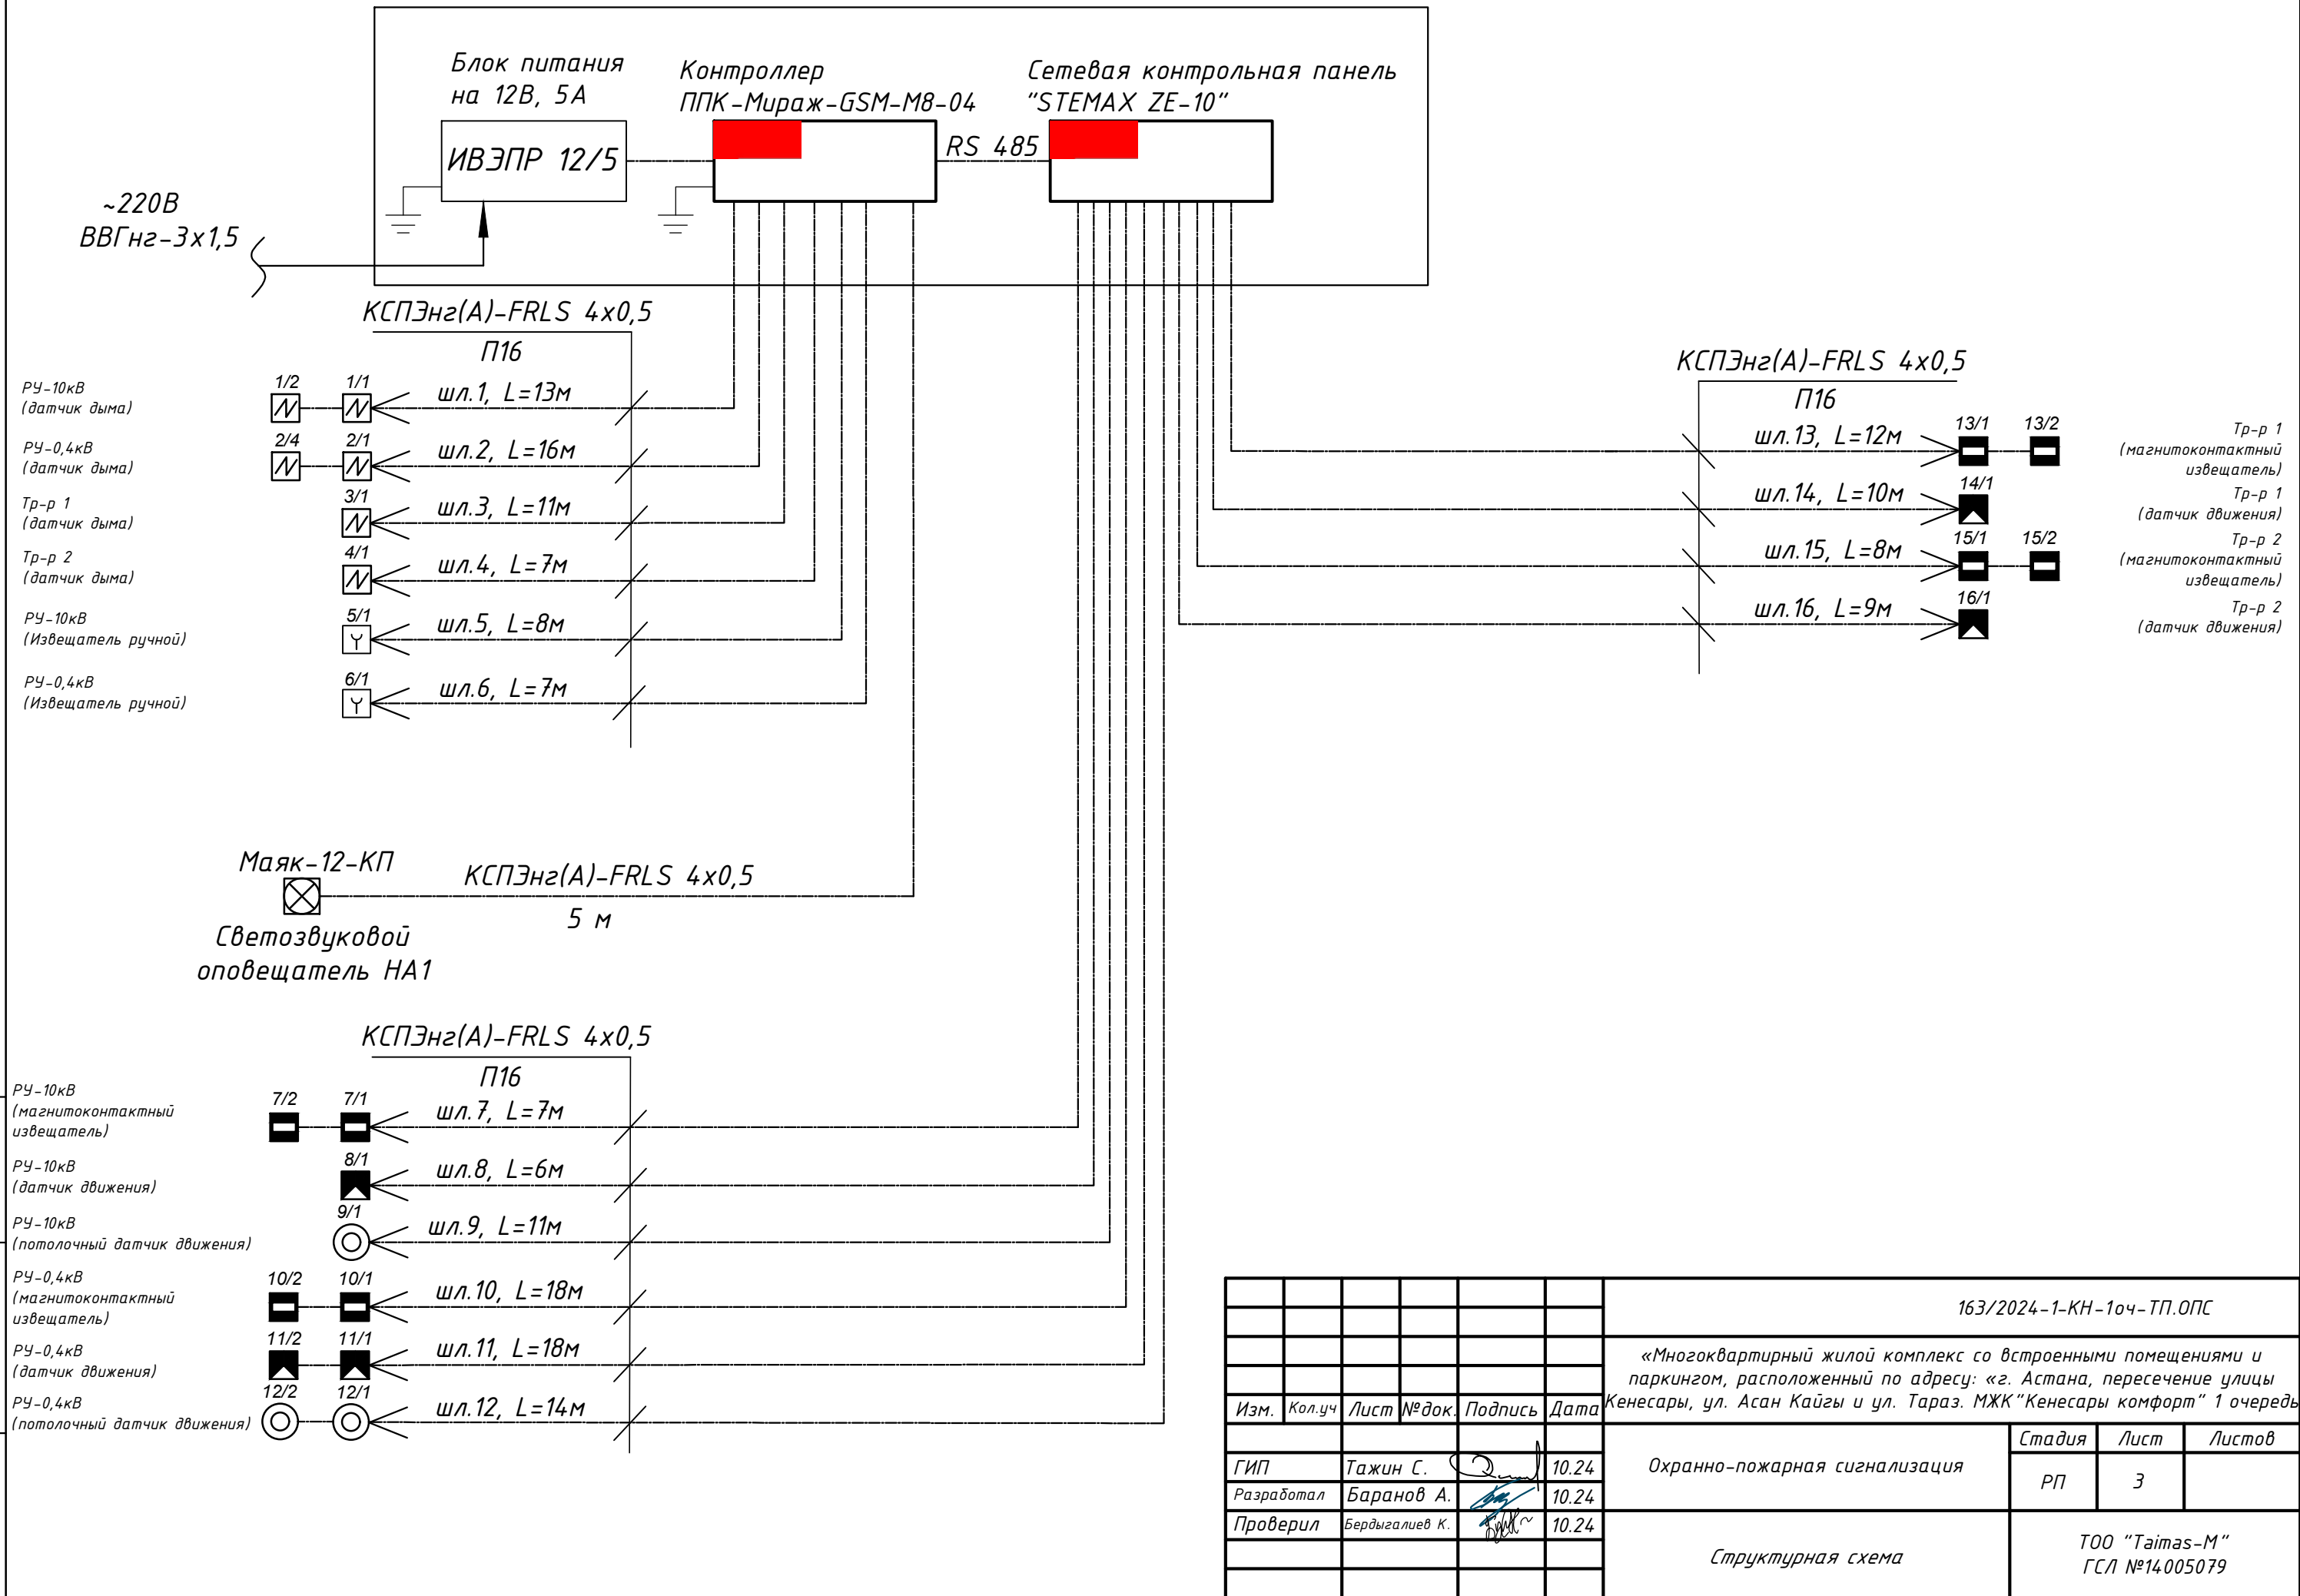 Блок питания
на 12В, 5А
Контроллер
ППК-Мираж-GSM-M8-04
Сетевая контрольная панель
"STEMAX ZE-10"
ИВЭПР 12/5
RS 485
~220В
ВВГнг-3х1,5
КСПЭнг(А)-FRLS 4х0,5
П16
РУ-10кВ
(датчик дыма)
1/2
1/1
шл.1, L=13м
РУ-0,4кВ
(датчик дыма)
2/4
2/1
шл.2, L=16м
Тр-р 1
(датчик дыма)
3/1
шл.3, L=11м
Тр-р 2
(датчик дыма)
4/1
шл.4, L=7м
РУ-10кВ
(Извещатель ручной)
5/1
шл.5, L=8м
РУ-0,4кВ
(Извещатель ручной)
6/1
шл.6, L=7м
КСПЭнг(А)-FRLS 4х0,5
П16
шл.13, L=12м
13/1
13/2
Тр-р 1
(магнитоконтактный
извещатель)
шл.14, L=10м
14/1
Тр-р 1
(датчик движения)
шл.15, L=8м
15/1
15/2
Тр-р 2
(магнитоконтактный
извещатель)
шл.16, L=9м
16/1
Тр-р 2
(датчик движения)
Маяк-12-КП
КСПЭнг(А)-FRLS 4х0,5
5 м
Светозвуковой
оповещатель НА1
КСПЭнг(А)-FRLS 4х0,5
П16
РУ-10кВ
(магнитоконтактный
извещатель)
7/2
7/1
шл.7, L=7м
РУ-10кВ
(датчик движения)
8/1
шл.8, L=6м
РУ-10кВ
(потолочный датчик движения)
9/1
шл.9, L=11м
РУ-0,4кВ
(магнитоконтактный
извещатель)
10/2
10/1
шл.10, L=18м
РУ-0,4кВ
(датчик движения)
11/2
11/1
шл.11, L=18м
РУ-0,4кВ
(потолочный датчик движения)
12/2
12/1
шл.12, L=14м
163/2024-1-КН-1оч-ТП.ОПС
«Многоквартирный жилой комплекс со встроенными помещениями и
паркингом, расположенный по адресу: «г. Астана, пересечение улицы
Кенесары, ул. Асан Кайгы и ул. Тараз. МЖК"Кенесары комфорт" 1 очередь
Изм. Кол.уч Лист №док. Подпись Дата
ГИП Тажин С. 10.24
Разработал Баранов А. 10.24
Проверил Бердыгалиев К. 10.24
Охранно-пожарная сигнализация
Стадия Лист Листов
РП 3
Структурная схема
ТОО "Taimas-M"
ГСЛ №14005079